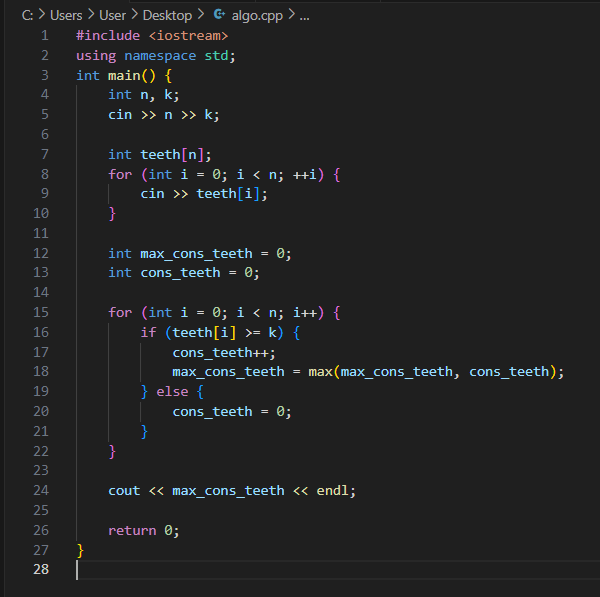 C: > Users > User > Desktop > algo.cpp > ...
1 #include <iostream>
2 using namespace std;
3 int main() {
4     int n, k;
5     cin >> n >> k;
6
7     int teeth[n];
8     for (int i = 0; i < n; ++i) {
9         cin >> teeth[i];
10     }
11
12     int max_cons_teeth = 0;
13     int cons_teeth = 0;
14
15     for (int i = 0; i < n; i++) {
16         if (teeth[i] >= k) {
17             cons_teeth++;
18             max_cons_teeth = max(max_cons_teeth, cons_teeth);
19         } else {
20             cons_teeth = 0;
21         }
22     }
23
24     cout << max_cons_teeth << endl;
25
26     return 0;
27 }
28